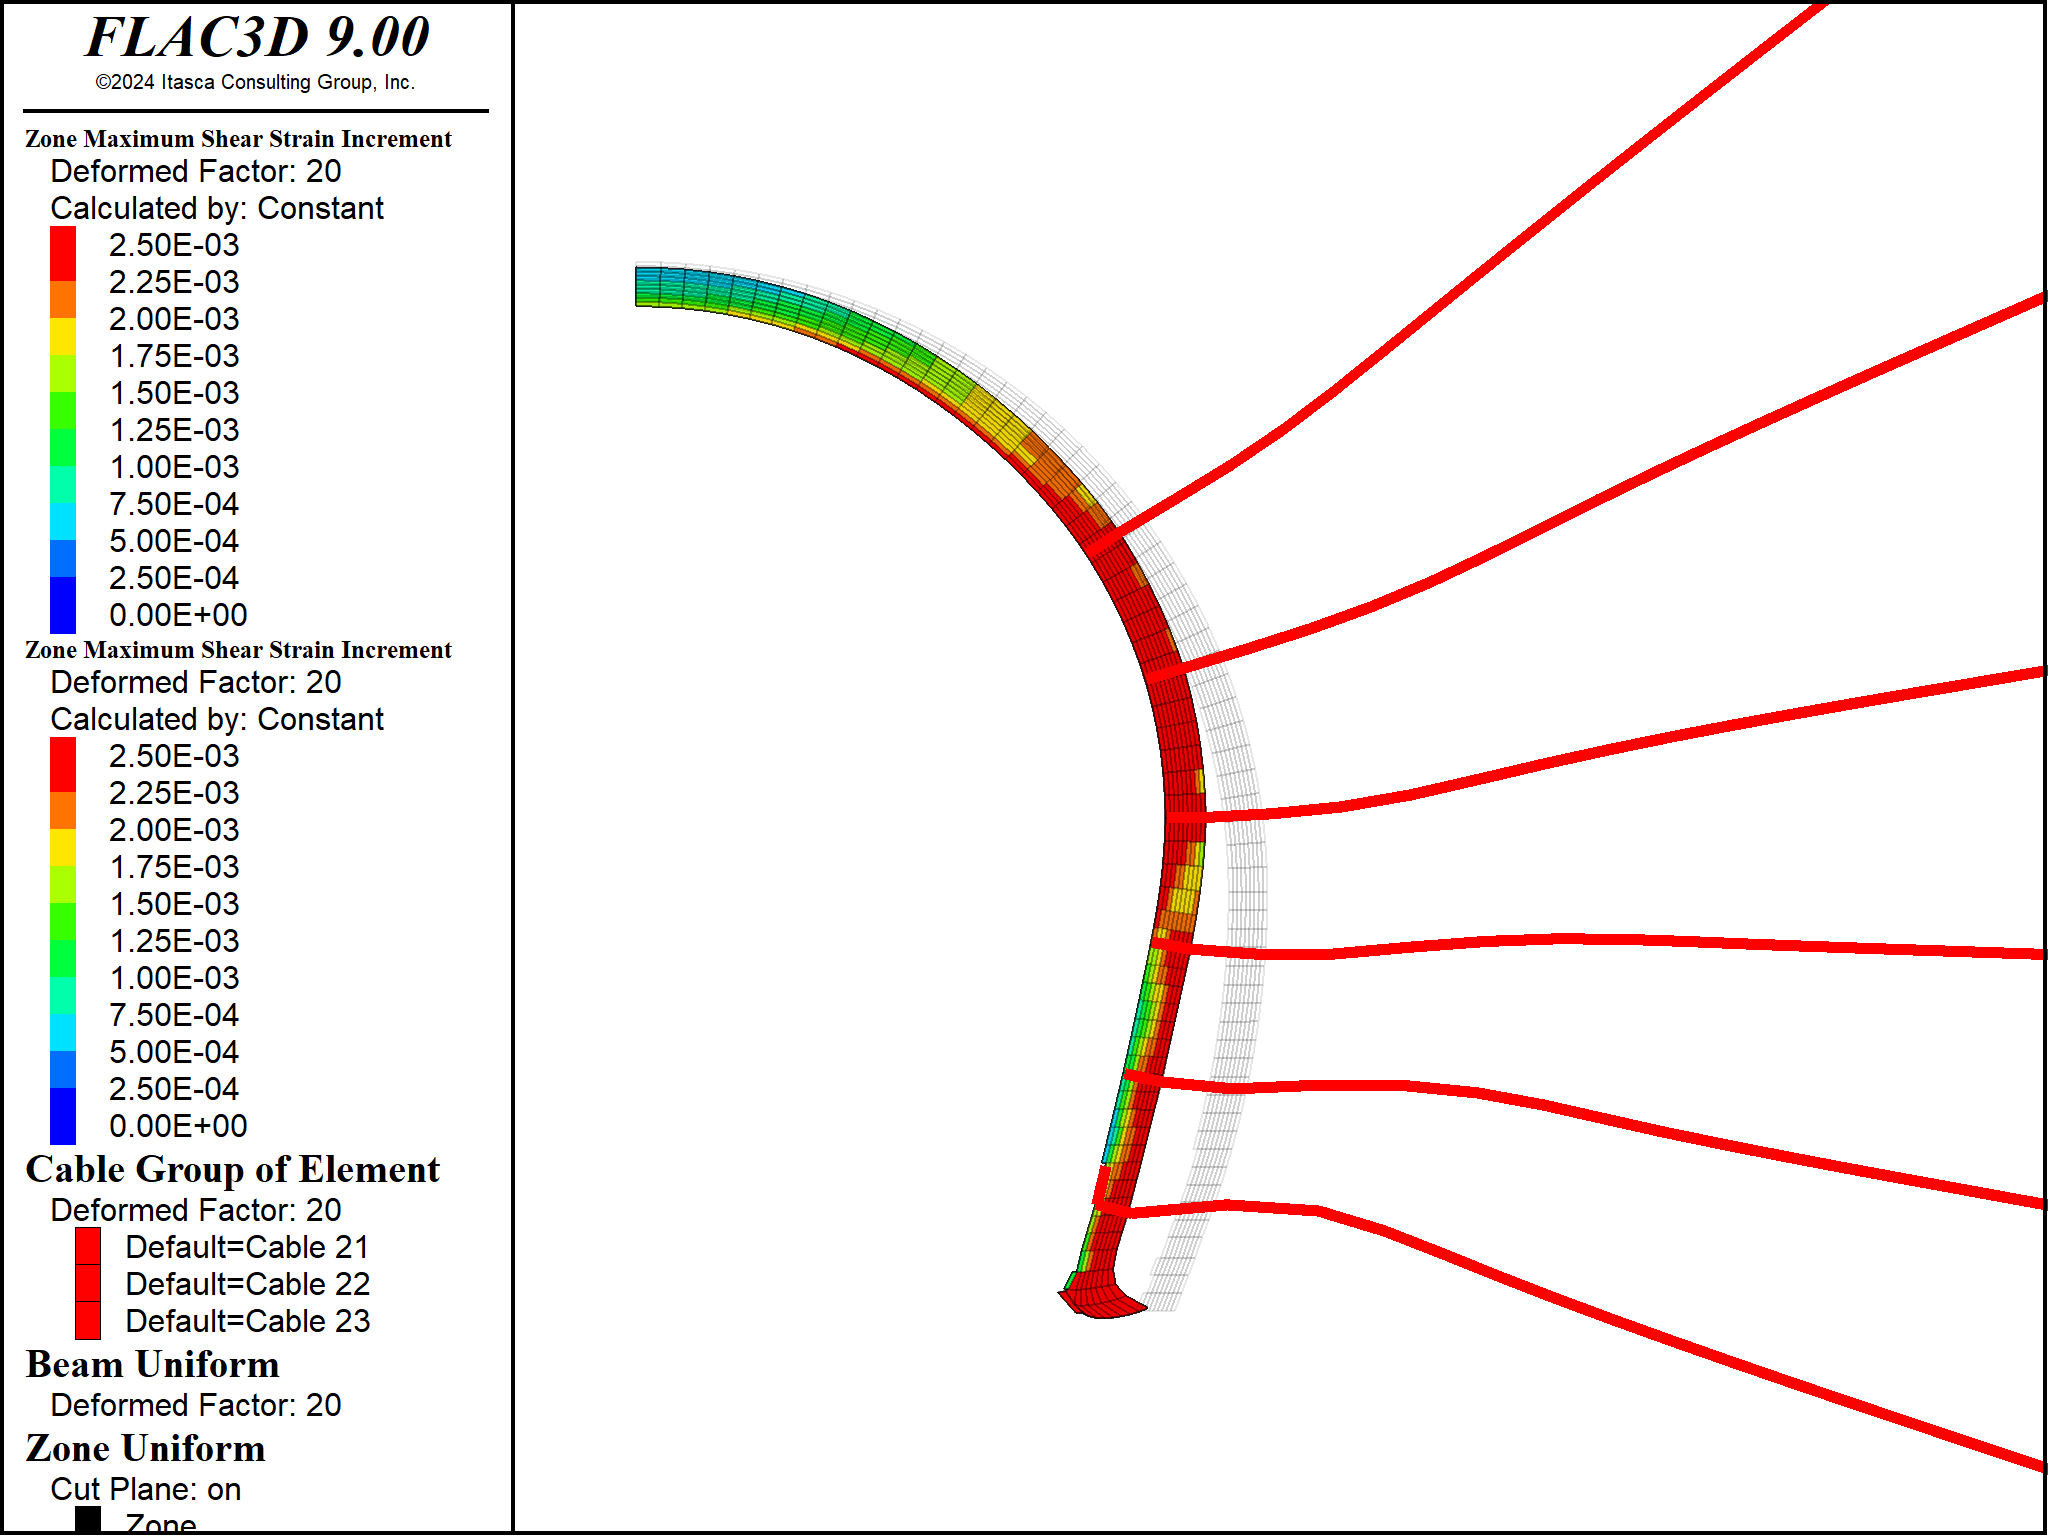 FLAC3D 9.00
©2024 Itasca Consulting Group, Inc.
Zone Maximum Shear Strain Increment
Deformed Factor: 20
Calculated by: Constant
2.50E-03
2.25E-03
2.00E-03
1.75E-03
1.50E-03
1.25E-03
1.00E-03
7.50E-04
5.00E-04
2.50E-04
0.00E+00
Zone Maximum Shear Strain Increment
Deformed Factor: 20
Calculated by: Constant
2.50E-03
2.25E-03
2.00E-03
1.75E-03
1.50E-03
1.25E-03
1.00E-03
7.50E-04
5.00E-04
2.50E-04
0.00E+00
Cable Group of Element
Deformed Factor: 20
Default=Cable 21
Default=Cable 22
Default=Cable 23
Beam Uniform
Deformed Factor: 20
Zone Uniform
Cut Plane: on
Zone